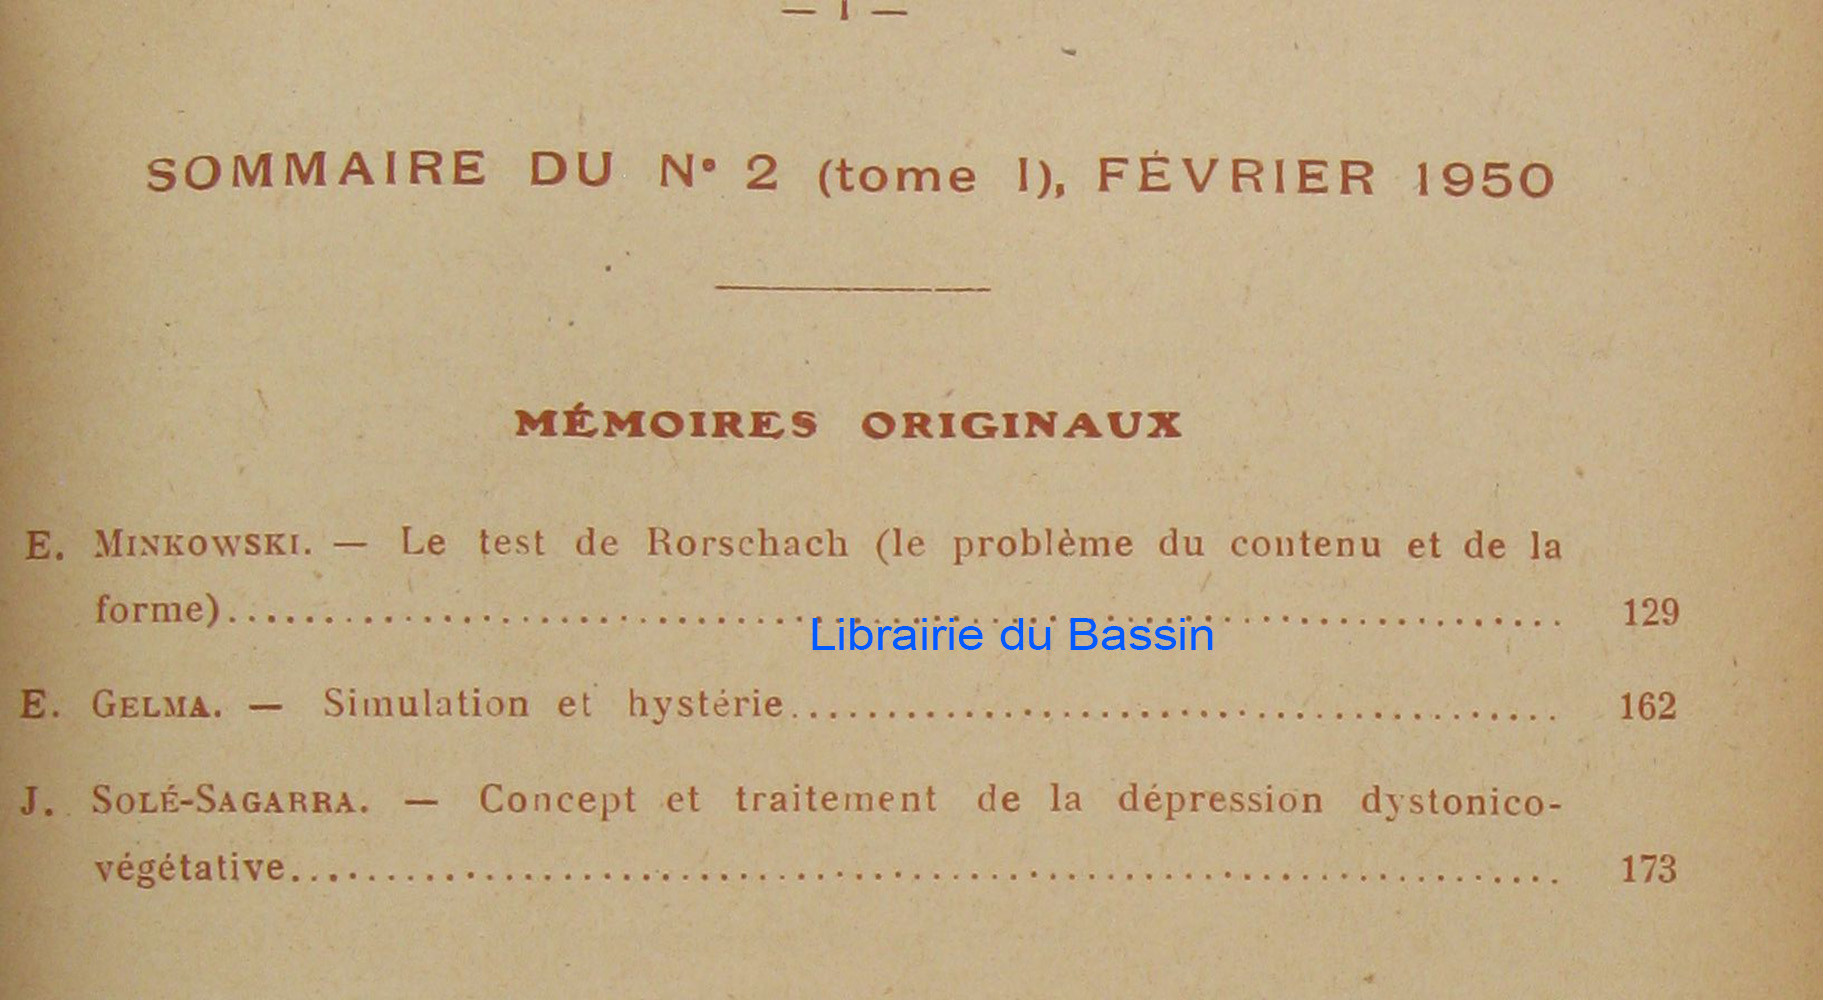 — 1 —
SOMMAIRE DU N° 2 (tome I), FÉVRIER 1950
MÉMOIRES ORIGINAUX
E. MINKOWSKI. — Le test de Rorschach (le problème du contenu et de la
forme)........................................................ 129
Librairie du Bassin
E. GELMA. — Simulation et hystérie........................................ 162
J. SOLÉ-SAGARRA. — Concept et traitement de la dépression dystonico-
végétative........................................................ 173